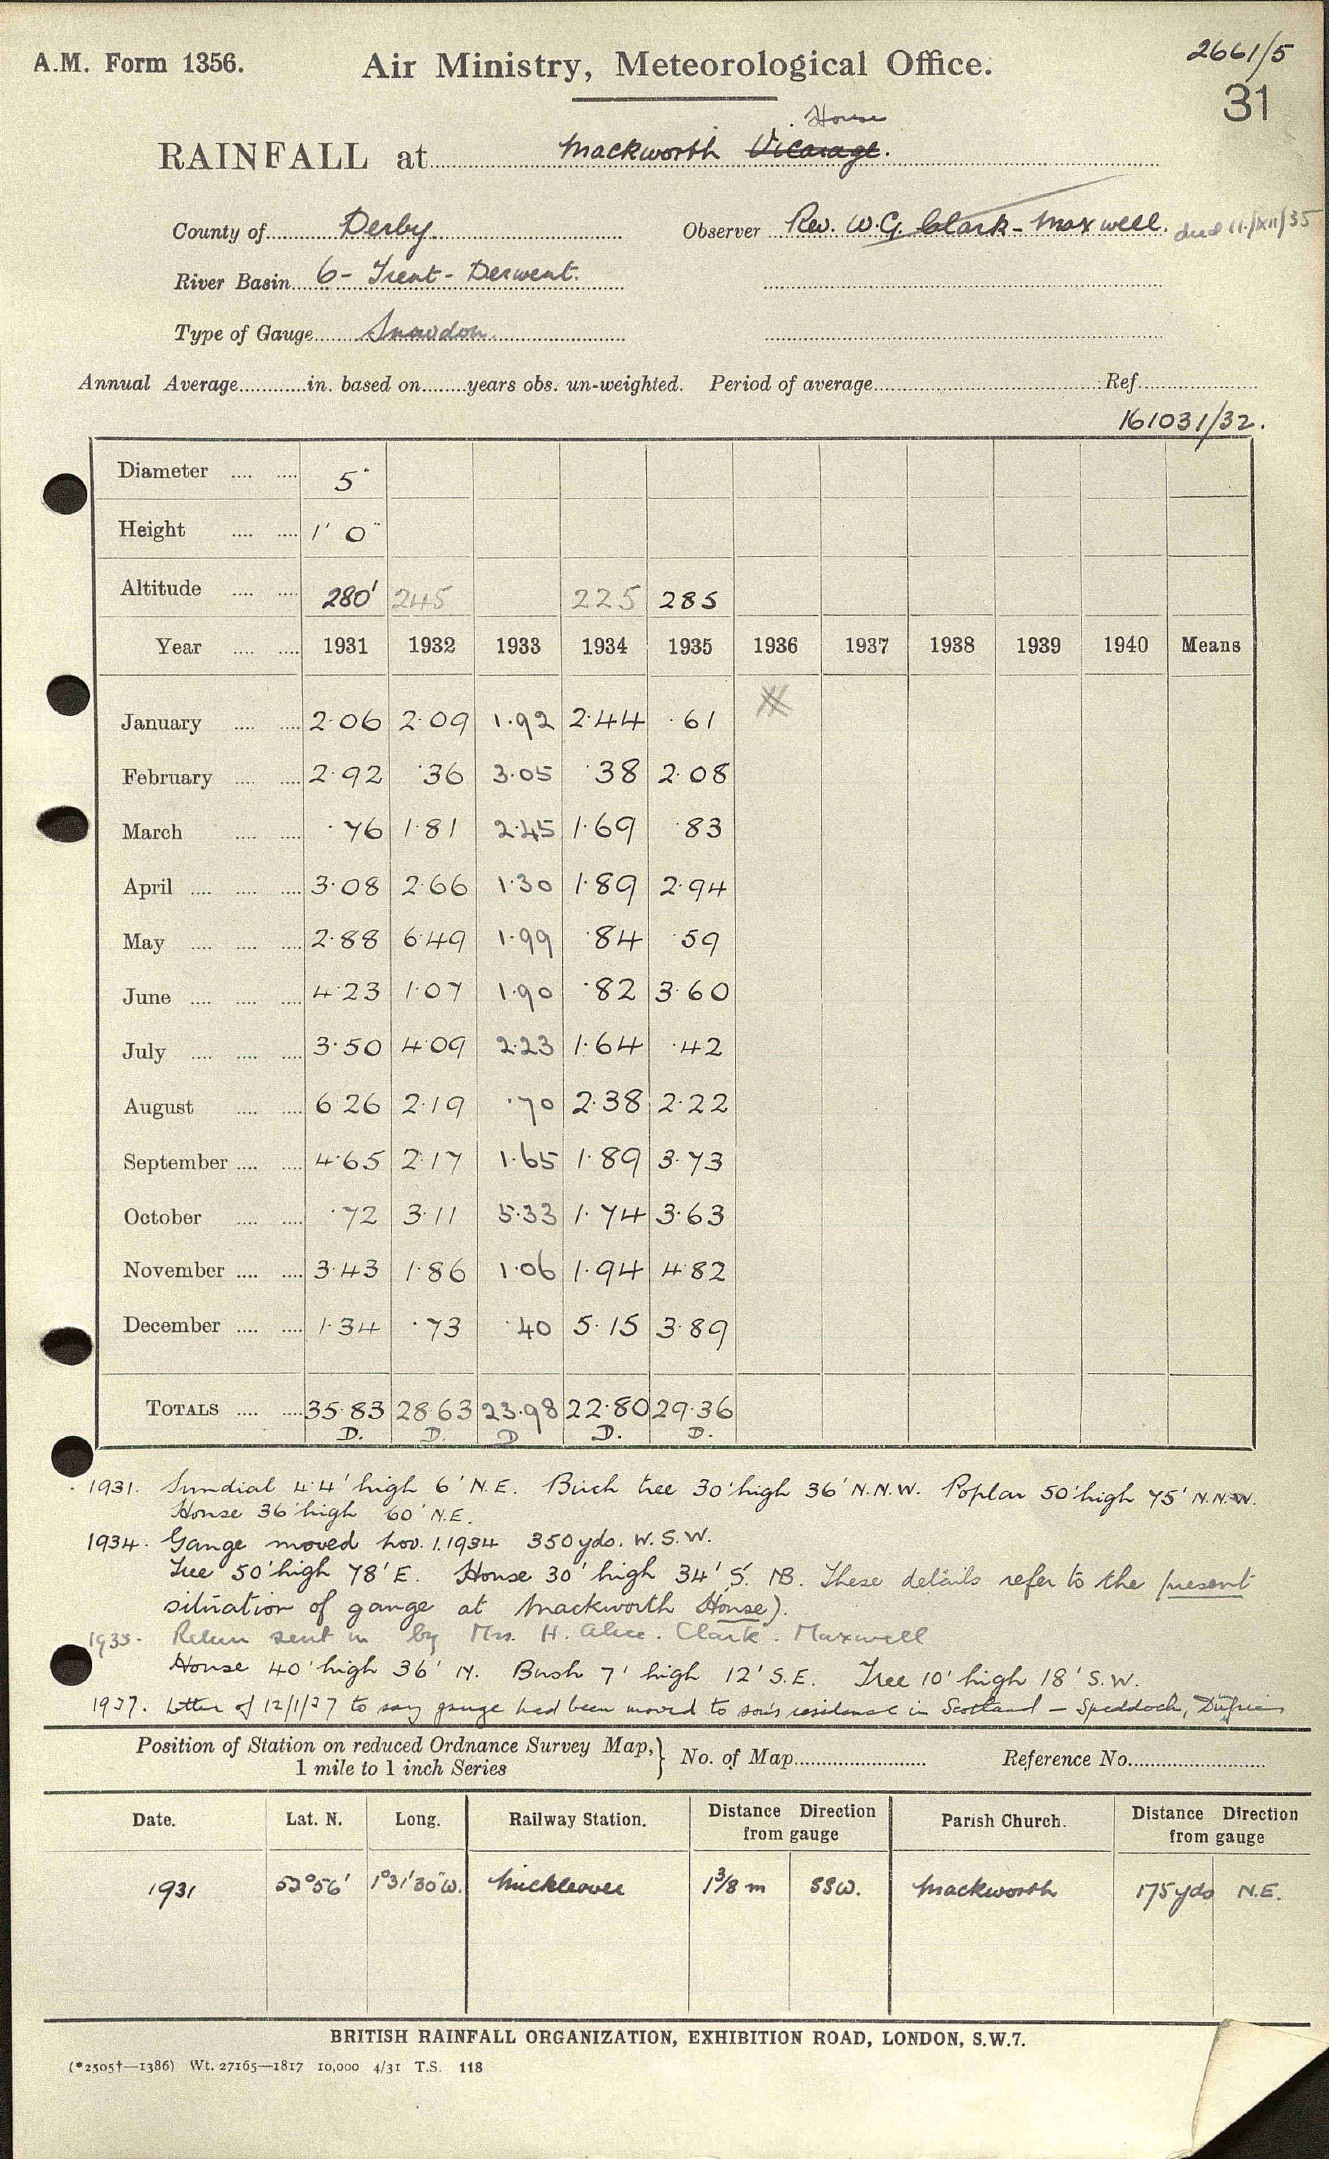 A.M. Form 1356. Air Ministry, Meteorological Office. 2661/5
31
House
RAINFALL at Mackworth Vicarage.
County of Derby. Observer Rev. W.G. Clark-Maxwell. died 11/XII/35
River Basin 6 - Trent - Derwent.
Type of Gauge Snowdon.
Annual Average in. based on years obs. un-weighted. Period of average Ref.
161031/32.
Diameter 5"
Height 1' 0"
Altitude 280' 245 225 285
Year 1931 1932 1933 1934 1935 1936 1937 1938 1939 1940 Means
January 2.06 2.09 1.92 2.44 .61
February 2.92 .36 3.05 .38 2.08
March .76 1.81 2.45 1.69 .83
April 3.08 2.66 1.30 1.89 2.94
May 2.88 6.49 1.99 .84 .59
June 4.23 1.07 1.90 .82 3.60
July 3.50 4.09 2.23 1.64 .42
August 6.26 2.19 .70 2.38 2.22
September 4.65 2.17 1.65 1.89 3.73
October .72 3.11 5.33 1.74 3.63
November 3.43 1.86 1.06 1.94 4.82
December 1.34 .73 .40 5.15 3.89
TOTALS 35.83 28.63 23.98 22.80 29.36
D. D. D D. D.
1931. Sundial 4.4' high 6' N.E. Birch tree 30' high 36' N.N.W. Poplar 50' high 75' N.N.W.
House 36' high 60' N.E.
1934. Gauge moved Nov. 1. 1934 350 yds. W.S.W.
Tree 50' high 78' E. House 30' high 34' S. NB. These details refer to the present
situation of gauge at Mackworth House).
1935. Return sent in by Mrs. H. Alice. Clark. Maxwell
House 40' high 36' N. Bush 7' high 12' S.E. Tree 10' high 18' S.W.
1937. Letter of 12/1/37 to say gauge had been moved to son's residence in Scotland — Speddoch, Dumfries
Position of Station on reduced Ordnance Survey Map, } No. of Map Reference No.
1 mile to 1 inch Series
Date. Lat. N. Long. Railway Station. Distance Direction from gauge Parish Church. Distance Direction from gauge
1931 52°56' 1°31'30"W. Mickleover 1 3/8 m SSW. Mackworth 175 yds N.E.
BRITISH RAINFALL ORGANIZATION, EXHIBITION ROAD, LONDON, S.W.7.
(*2505†—1386) Wt. 27165—1817 10,000 4/31 T.S. 118